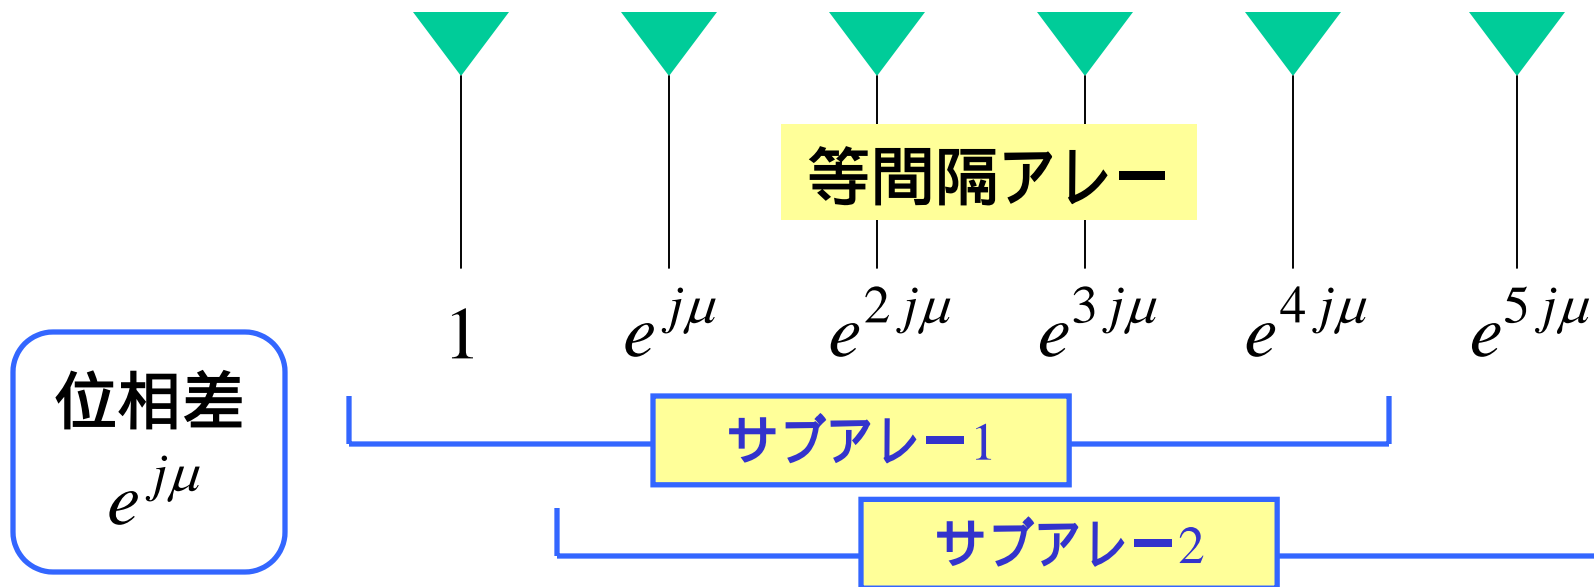 等間隔アレー
1 e^{jμ} e^{2jμ} e^{3jμ} e^{4jμ} e^{5jμ}
位相差
e^{jμ}
サブアレー1
サブアレー2